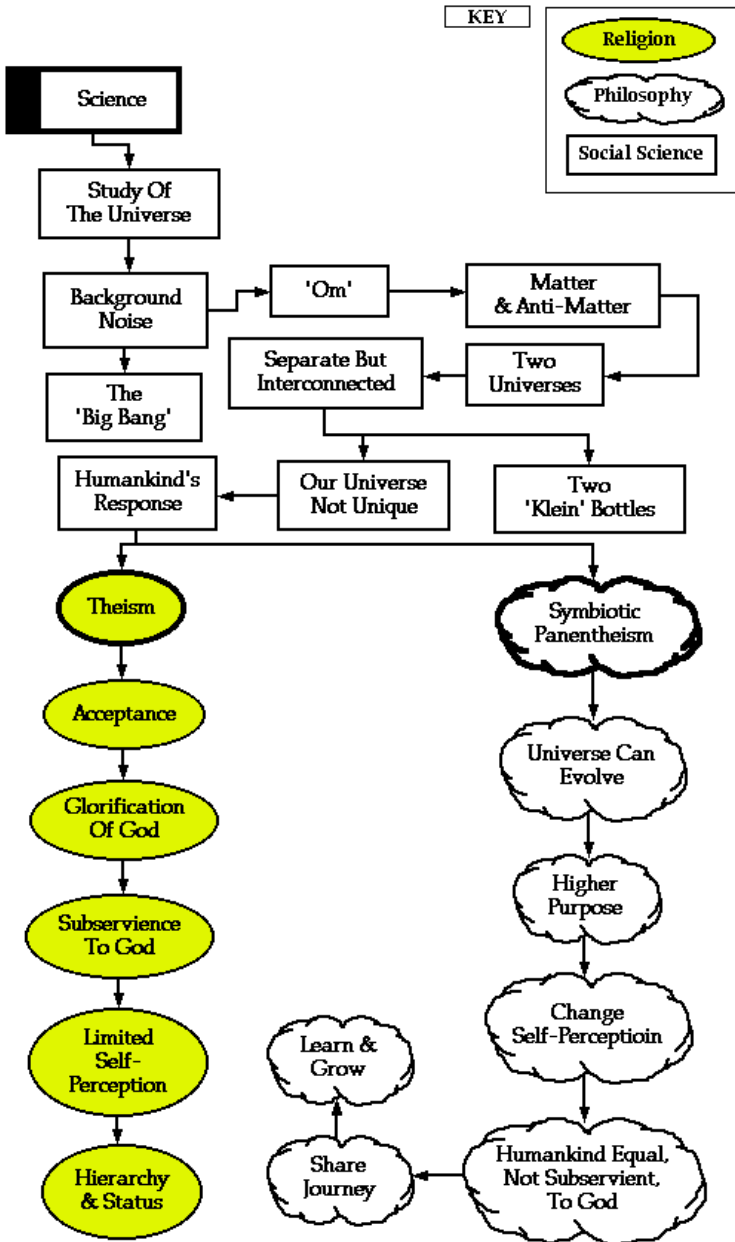 KEY
Religion
Philosophy
Social Science
Science
Study Of
The Universe
Background
Noise
'Om'
Matter
& Anti-Matter
Separate But
Interconnected
Two
Universes
The
'Big Bang'
Humankind's
Response
Our Universe
Not Unique
Two
'Klein' Bottles
Theism
Symbiotic
Panentheism
Acceptance
Universe Can
Evolve
Glorification
Of God
Higher
Purpose
Subservience
To God
Change
Self-Perceptioin
Limited
Self-
Perception
Learn &
Grow
Hierarchy
& Status
Share
Journey
Humankind Equal,
Not Subservient,
To God